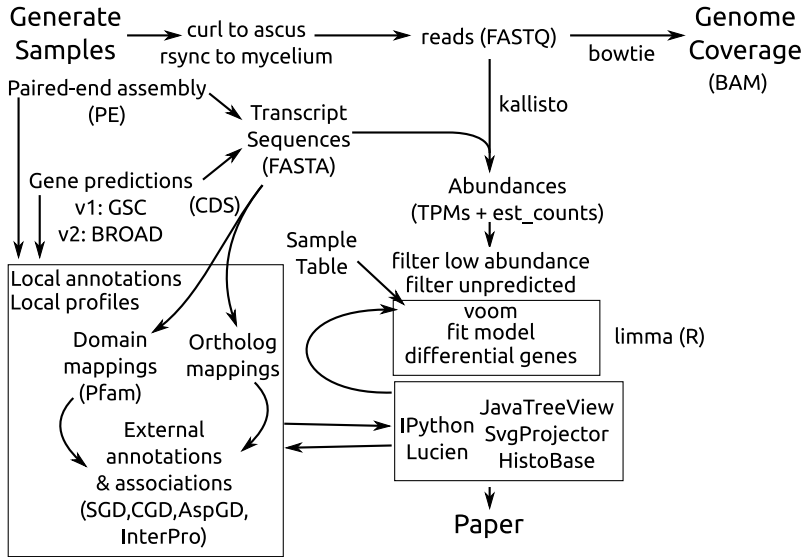 Generate
Samples
curl to ascus
rsync to mycelium
reads (FASTQ)
bowtie
Genome
Coverage
(BAM)
Paired-end assembly
(PE)
Transcript
Sequences
(FASTA)
kallisto
Gene predictions
v1: GSC
v2: BROAD
(CDS)
Abundances
(TPMs + est_counts)
Sample
Table
filter low abundance
filter unpredicted
voom
fit model
differential genes
limma (R)
Local annotations
Local profiles
Domain
mappings
(Pfam)
Ortholog
mappings
External
annotations
& associations
(SGD,CGD,AspGD,
InterPro)
IPython
Lucien
JavaTreeView
SvgProjector
HistoBase
Paper